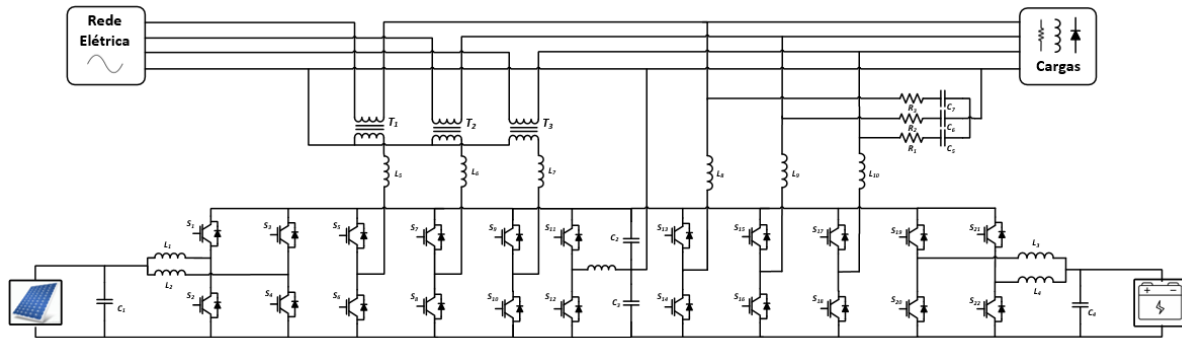 Rede
Elétrica
Cargas
T1
T2
T3
R3
C7
R2
C6
R1
C5
L5
L6
L7
L8
L9
L10
S1
S3
S5
S7
S9
S11
C2
S13
S15
S17
S19
S21
L1
L2
L3
L4
S2
S4
S6
S8
S10
S12
C3
S14
S16
S18
S20
S22
C1
C4